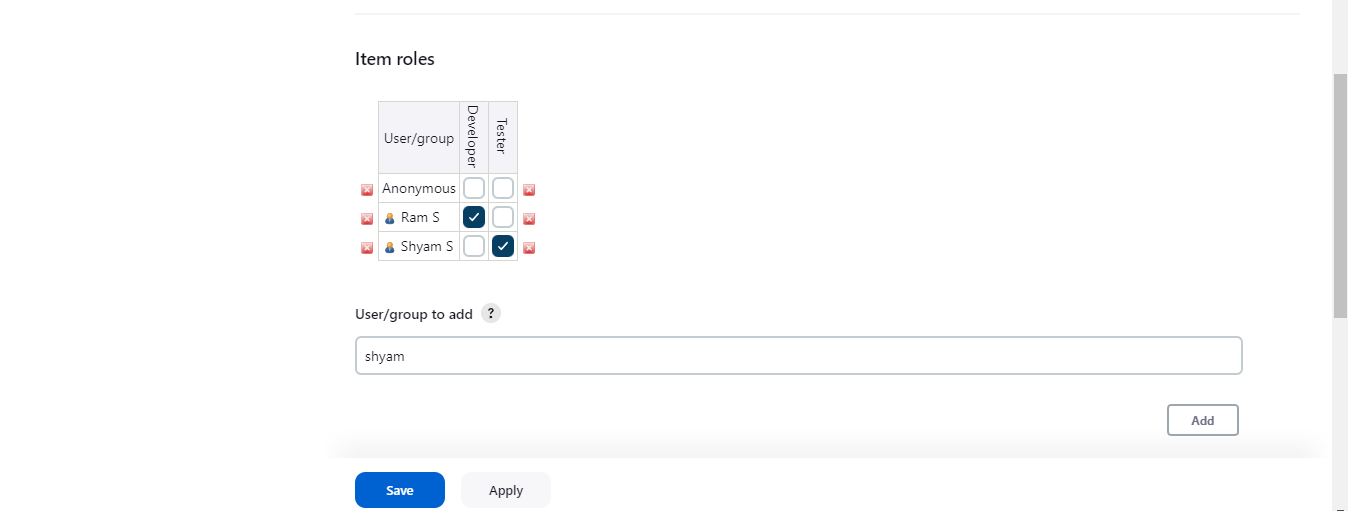 Item roles
User/group Developer Tester
Anonymous
Ram S
Shyam S
User/group to add ?
shyam
Add
Save Apply